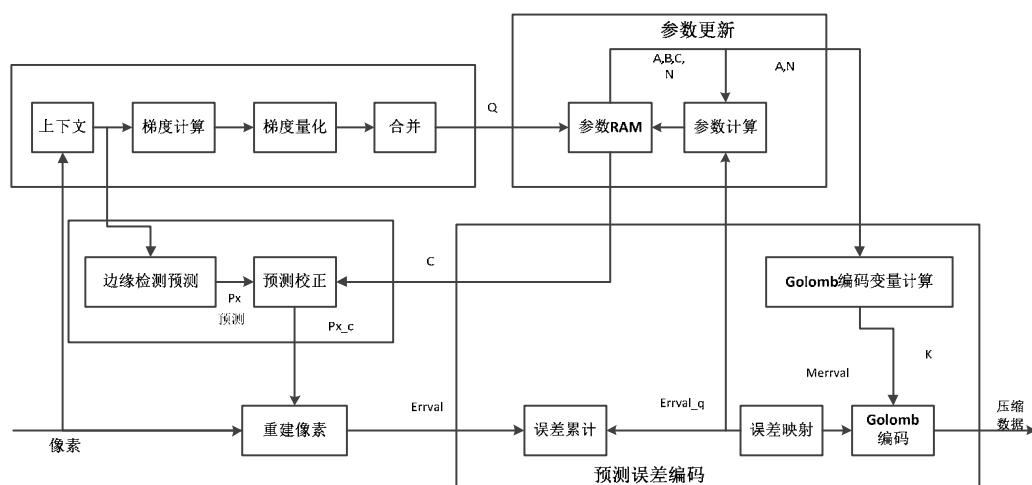 参数更新
A,B,C,
N
A,N
Q
上下文
梯度计算
梯度量化
合并
参数RAM
参数计算
C
边缘检测预测
预测校正
Golomb编码变量计算
Px
预测
Px_c
K
Merrval
Errval
Errval_q
像素
重建像素
误差累计
误差映射
Golomb
编码
压缩
数据
预测误差编码